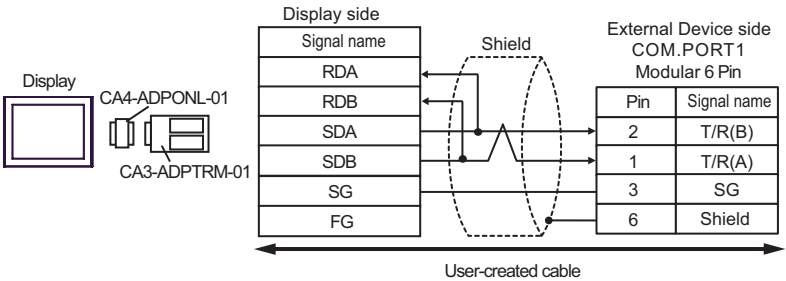 Display side
External Device side
COM.PORT1
Modular 6 Pin
Signal name
Shield
RDA
RDB
SDA
SDB
SG
FG
Display
CA4-ADPONL-01
CA3-ADPTRM-01
Pin Signal name
2 T/R(B)
1 T/R(A)
3 SG
6 Shield
User-created cable